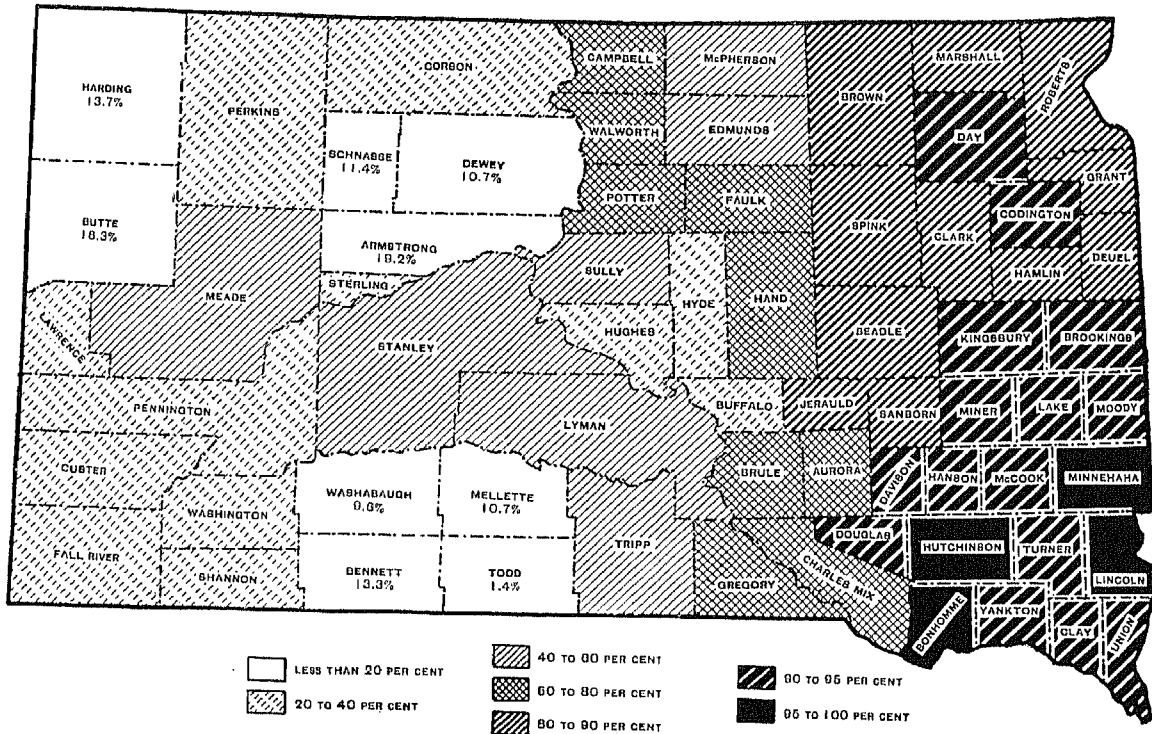 HARDING
13.7%
PERKINS
CORSON
CAMPBELL
McPHERSON
BROWN
MARSHALL
ROBERTS
SCHNASSE
11.4%
DEWEY
10.7%
WALWORTH
EDMUNDS
DAY
GRANT
BUTTE
18.3%
POTTER
FAULK
SPINK
CLARK
CODINGTON
ARMSTRONG
19.2%
STERLING
MEADE
SULLY
HYDE
HAND
HAMLIN
DEUEL
LAWRENCE
STANLEY
HUGHES
BEADLE
KINGSBURY
BROOKINGS
PENNINGTON
LYMAN
BUFFALO
JERAULD
SANBORN
MINER
LAKE
MOODY
CUSTER
WASHINGTON
WASHABAUGH
9.6%
MELLETTE
10.7%
BRULE
AURORA
DAVISON
HANSON
McCOOK
MINNEHAHA
FALL RIVER
SHANNON
BENNETT
13.3%
TODD
1.4%
TRIPP
GREGORY
CHARLES MIX
DOUGLAS
HUTCHINSON
TURNER
LINCOLN
BONHOMME
YANKTON
CLAY
UNION
LESS THAN 20 PER CENT
20 TO 40 PER CENT
40 TO 60 PER CENT
60 TO 80 PER CENT
80 TO 90 PER CENT
90 TO 95 PER CENT
95 TO 100 PER CENT